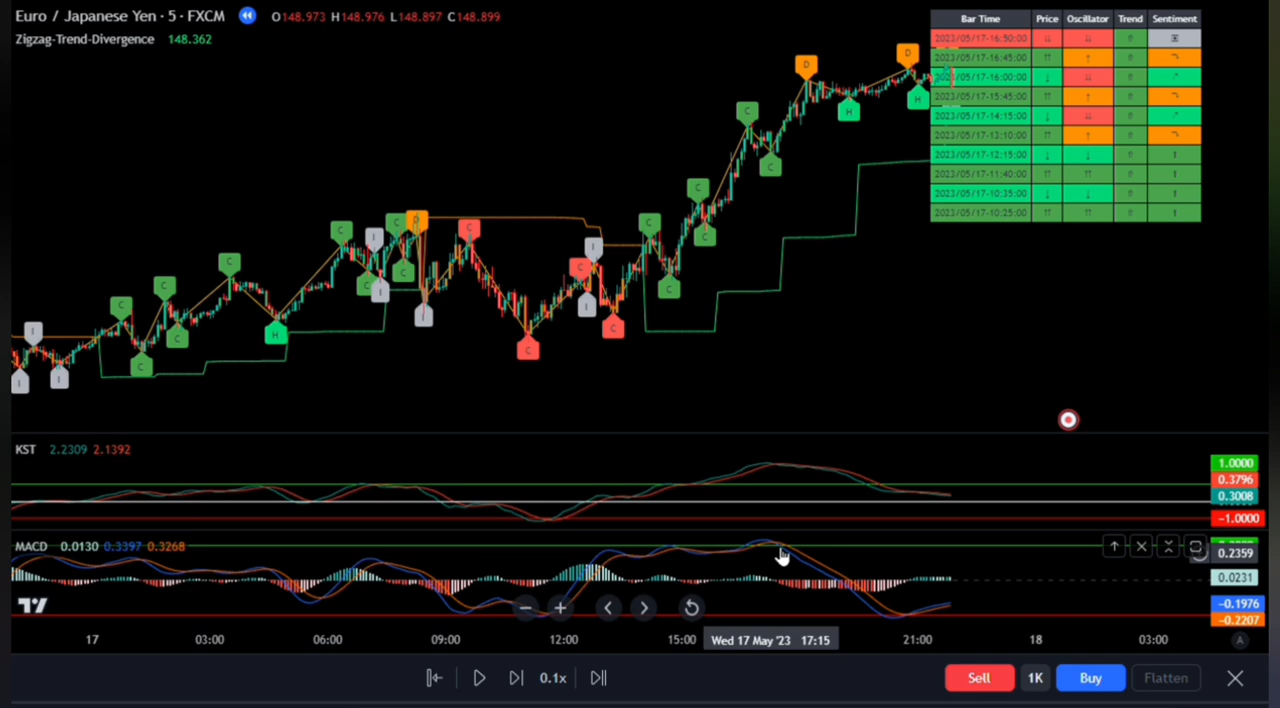 Euro / Japanese Yen · 5 · FXCM O148.973 H148.976 L148.897 C148.899
Zigzag-Trend-Divergence 148.362
Bar Time Price Oscillator Trend Sentiment
2023/05/17-16:50:00
2023/05/17-16:45:00
2023/05/17-16:00:00
2023/05/17-15:45:00
2023/05/17-14:15:00
2023/05/17-13:10:00
2023/05/17-12:15:00
2023/05/17-11:40:00
2023/05/17-10:35:00
2023/05/17-10:25:00
D D
H H
C
C
C C
C C
C C I C D C C I
C C I C C I C
C C H I C I C
I C C
I I
KST 2.2309 2.1392
1.0000
0.3796
0.3008
-1.0000
MACD 0.0130 0.3397 0.3268
0.2359
0.0231
-0.1976
-0.2207
17 03:00 06:00 09:00 12:00 15:00 Wed 17 May '23 17:15 21:00 18 03:00 A
0.1x Sell 1K Buy Flatten